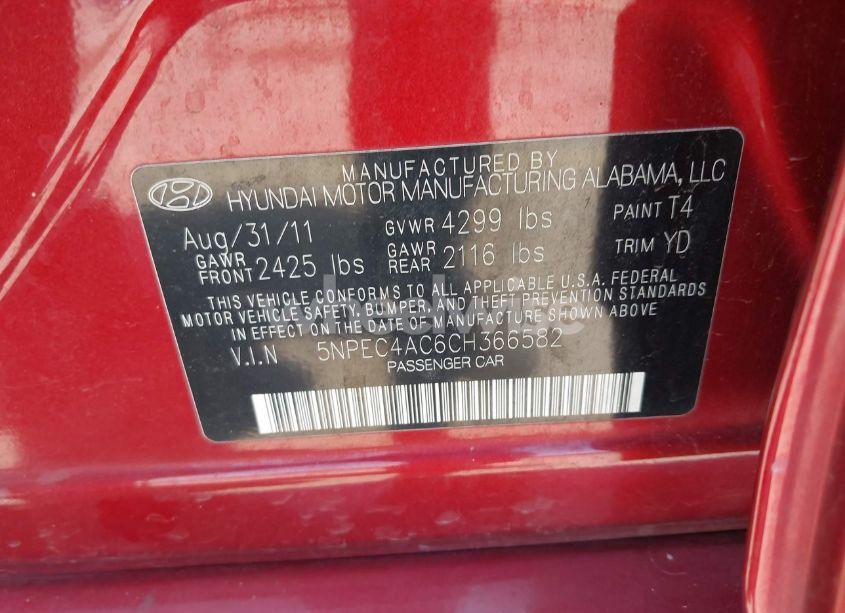 MANUFACTURED BY
HYUNDAI MOTOR MANUFACTURING ALABAMA, LLC
Aug/31/11 GVWR 4299 lbs PAINT T4
GAWR FRONT 2425 lbs GAWR REAR 2116 lbs TRIM YD
THIS VEHICLE CONFORMS TO ALL APPLICABLE U.S.A. FEDERAL
MOTOR VEHICLE SAFETY, BUMPER, AND THEFT PREVENTION STANDARDS
IN EFFECT ON THE DATE OF MANUFACTURE SHOWN ABOVE.
V.I.N 5NPEC4AC6CH366582
PASSENGER CAR